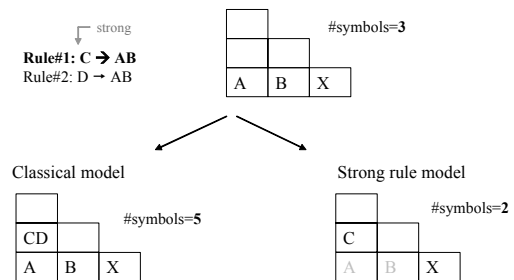 strong
#symbols=3
Rule#1: C → AB
Rule#2: D → AB
A B X
Classical model
Strong rule model
#symbols=5
#symbols=2
CD
C
A B X
A B X